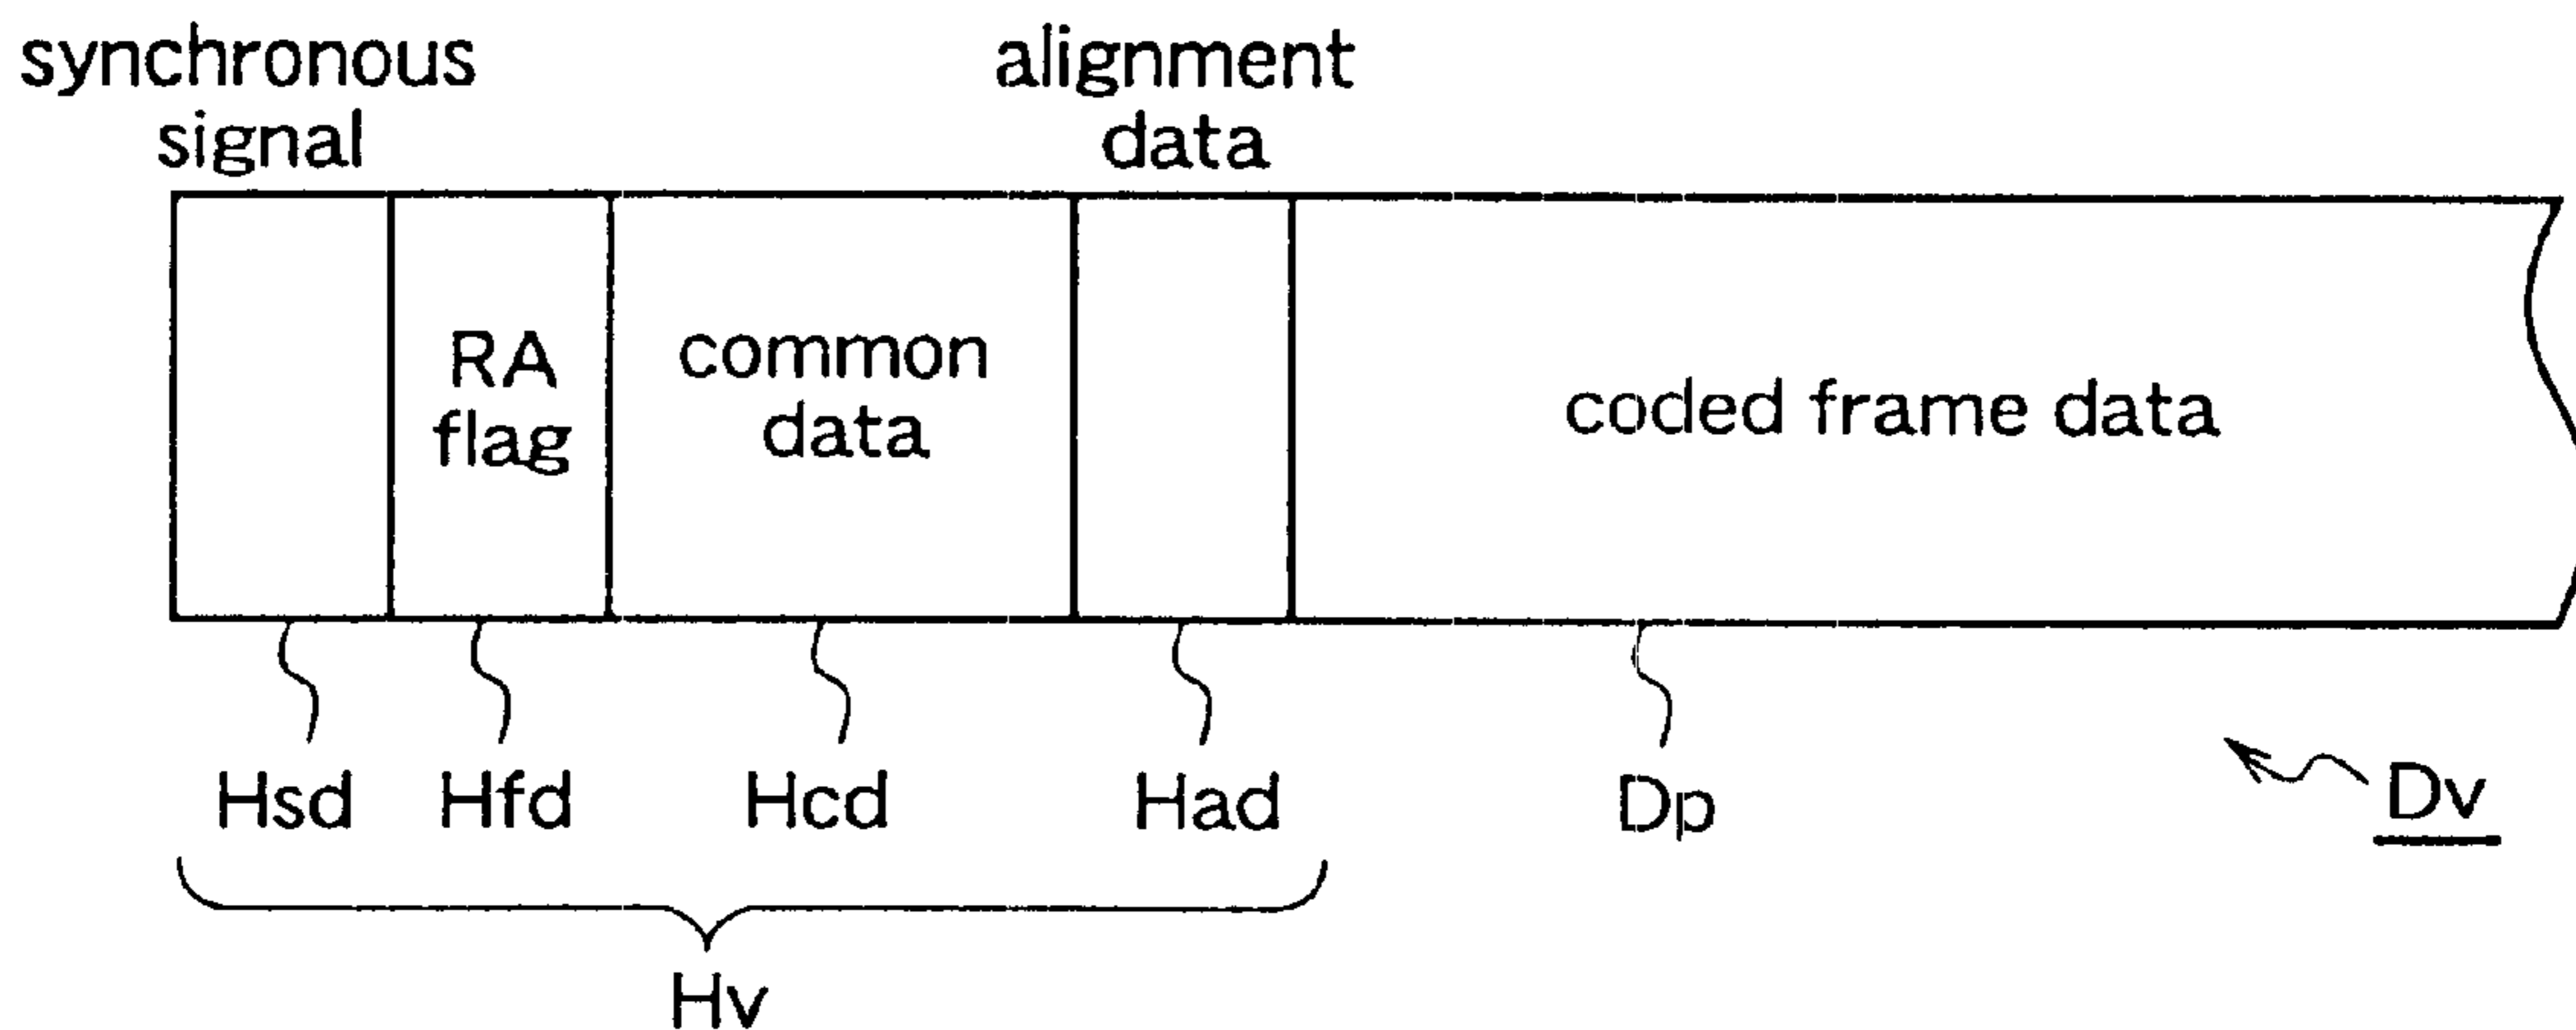 synchronous
signal
alignment
data
RA
flag
common
data
coded frame data
Hsd
Hfd
Hcd
Had
Dp
Dv
Hv